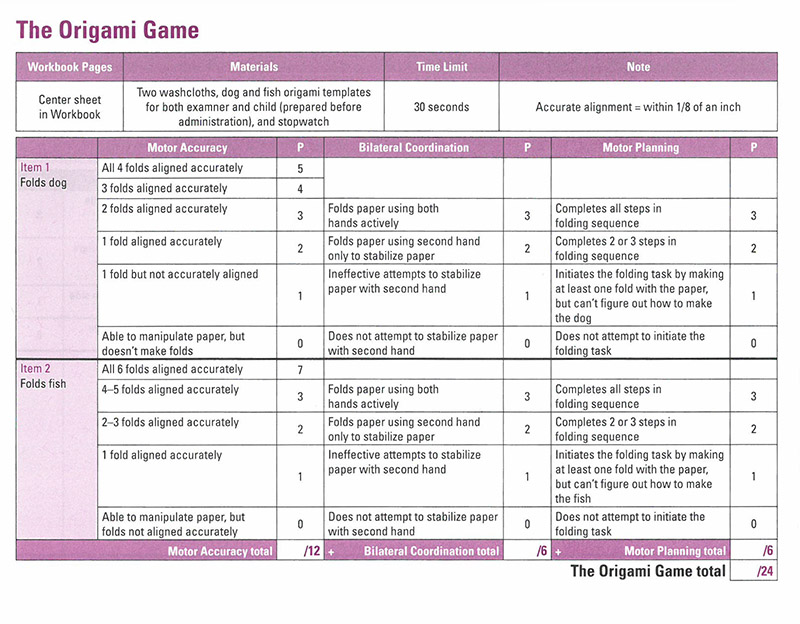 The Origami Game
Workbook Pages Materials Time Limit Note
Center sheet
in Workbook
Two washcloths, dog and fish origami templates
for both examner and child (prepared before
administration), and stopwatch
30 seconds
Accurate alignment = within 1/8 of an inch
Motor Accuracy P Bilateral Coordination P Motor Planning P
Item 1
Folds dog
All 4 folds aligned accurately 5
3 folds aligned accurately 4
2 folds aligned accurately 3
Folds paper using both
hands actively 3
Completes all steps in
folding sequence 3
1 fold aligned accurately 2
Folds paper using second hand
only to stabilize paper 2
Completes 2 or 3 steps in
folding sequence 2
1 fold but not accurately aligned 1
Ineffective attempts to stabilize
paper with second hand 1
Initiates the folding task by making
at least one fold with the paper,
but can't figure out how to make
the dog 1
Able to manipulate paper, but
doesn't make folds 0
Does not attempt to stabilize paper
with second hand 0
Does not attempt to initiate the
folding task 0
Item 2
Folds fish
All 6 folds aligned accurately 7
4–5 folds aligned accurately 3
Folds paper using both
hands actively 3
Completes all steps in
folding sequence 3
2–3 folds aligned accurately 2
Folds paper using second hand
only to stabilize paper 2
Completes 2 or 3 steps in
folding sequence 2
1 fold aligned accurately 1
Ineffective attempts to stabilize
paper with second hand 1
Initiates the folding task by making
at least one fold with the paper,
but can't figure out how to make
the fish 1
Able to manipulate paper, but
folds not aligned accurately 0
Does not attempt to stabilize paper
with second hand 0
Does not attempt to initiate the
folding task 0
Motor Accuracy total /12 + Bilateral Coordination total /6 + Motor Planning total /6
The Origami Game total /24